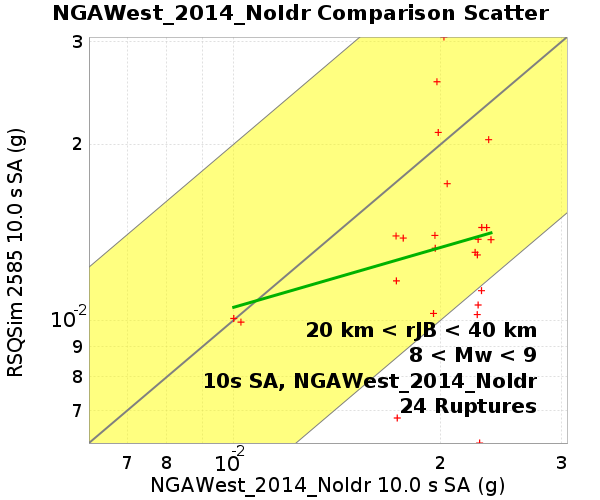 NGAWest_2014_NoIdr Comparison Scatter
RSQSim 2585 10.0 s SA (g)
3
2
10-2
9
8
7
20 km < rJB < 40 km
8 < Mw < 9
10s SA, NGAWest_2014_NoIdr
24 Ruptures
7 8 10-2 2 3
NGAWest_2014_NoIdr 10.0 s SA (g)